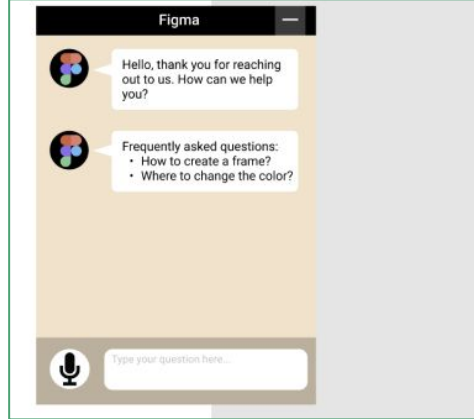 Figma
Hello, thank you for reaching
out to us. How can we help
you?
Frequently asked questions:
• How to create a frame?
• Where to change the color?
Type your question here...